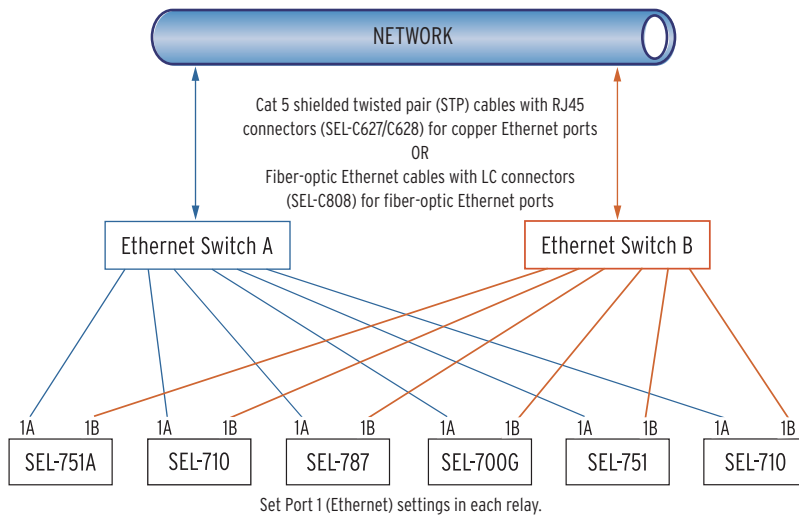 NETWORK
Cat 5 shielded twisted pair (STP) cables with RJ45
connectors (SEL-C627/C628) for copper Ethernet ports
OR
Fiber-optic Ethernet cables with LC connectors
(SEL-C808) for fiber-optic Ethernet ports
Ethernet Switch A
Ethernet Switch B
1A 1B 1A 1B 1A 1B 1A 1B 1A 1B 1A 1B
SEL-751A SEL-710 SEL-787 SEL-700G SEL-751 SEL-710
Set Port 1 (Ethernet) settings in each relay.